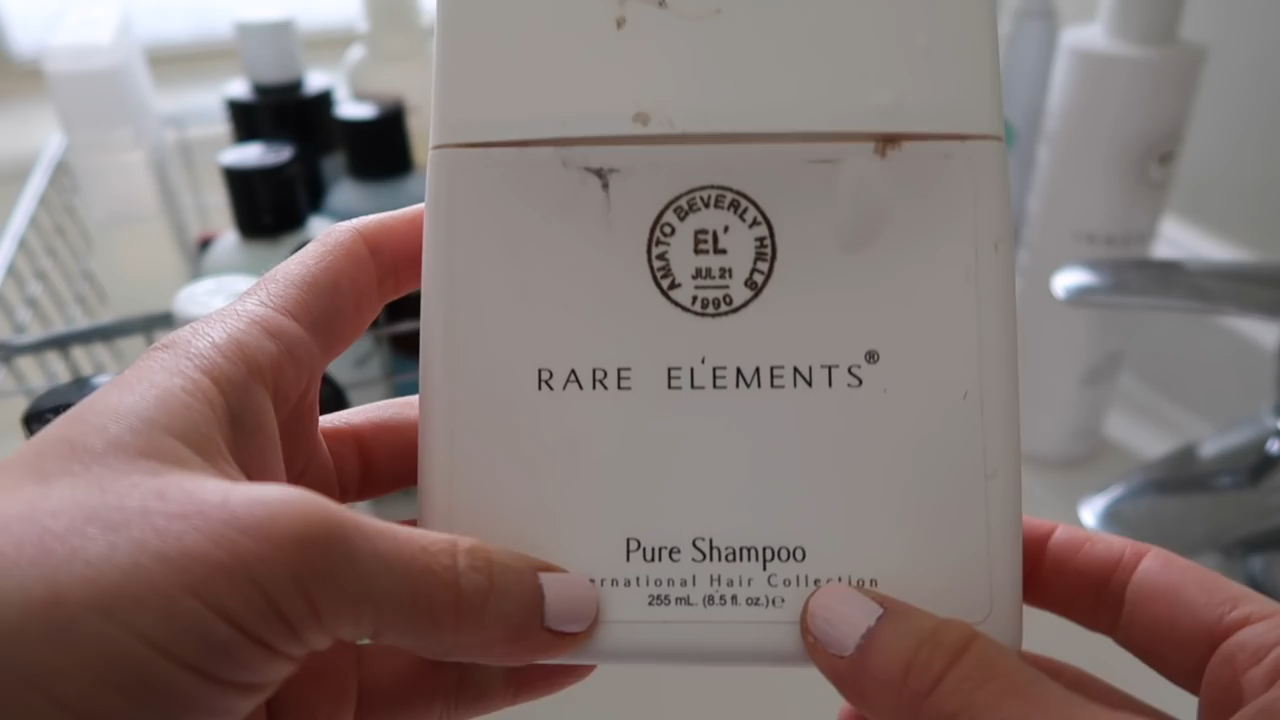 AMATO BEVERLY HILLS
EL'
JUL 21
1990
RARE EL'EMENTS®
Pure Shampoo
Hair Collection
255 mL. (8.5 fl. oz.) ℮